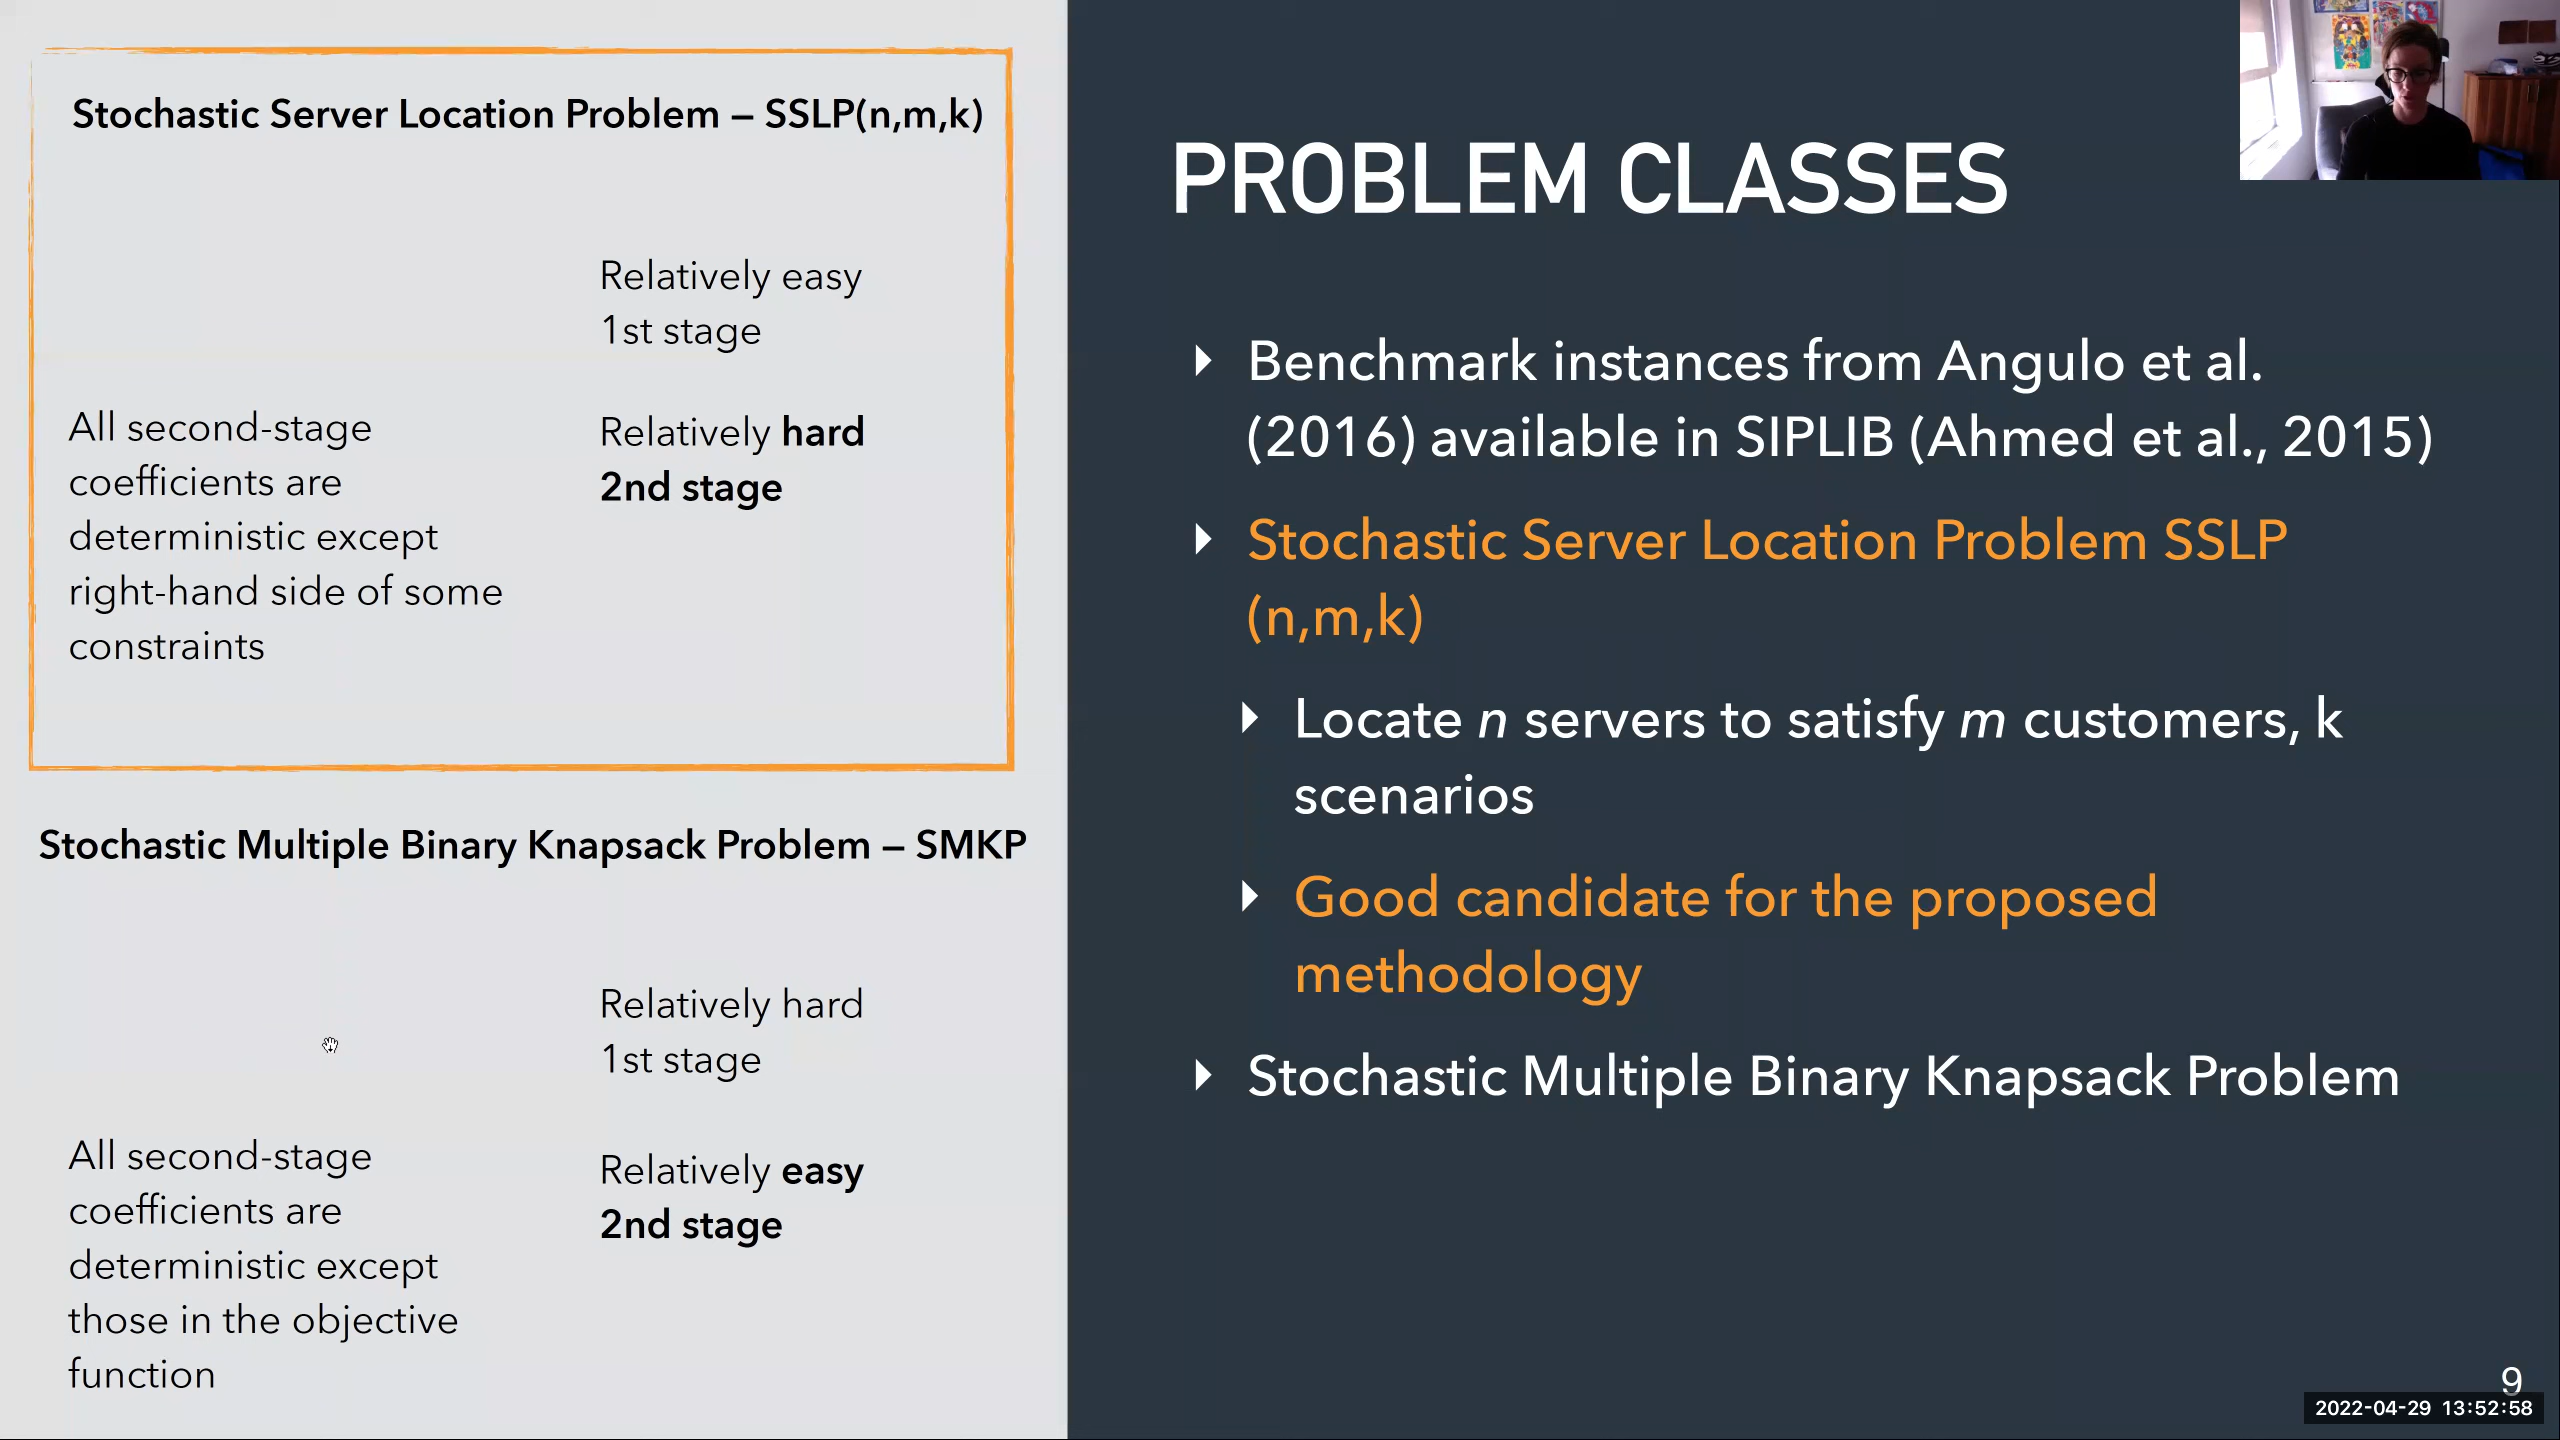 Stochastic Server Location Problem – SSLP(n,m,k)
Relatively easy
1st stage
All second-stage
coefficients are
deterministic except
right-hand side of some
constraints
Relatively hard
2nd stage
Stochastic Multiple Binary Knapsack Problem – SMKP
Relatively hard
1st stage
All second-stage
coefficients are
deterministic except
those in the objective
function
Relatively easy
2nd stage
PROBLEM CLASSES
Benchmark instances from Angulo et al.
(2016) available in SIPLIB (Ahmed et al., 2015)
Stochastic Server Location Problem SSLP
(n,m,k)
Locate n servers to satisfy m customers, k
scenarios
Good candidate for the proposed
methodology
Stochastic Multiple Binary Knapsack Problem
9
2022-04-29 13:52:58